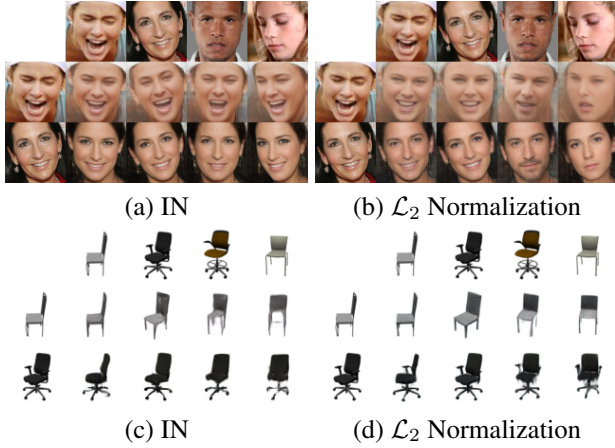 (a) IN
(b) $\mathcal{L}_2$ Normalization
(c) IN
(d) $\mathcal{L}_2$ Normalization